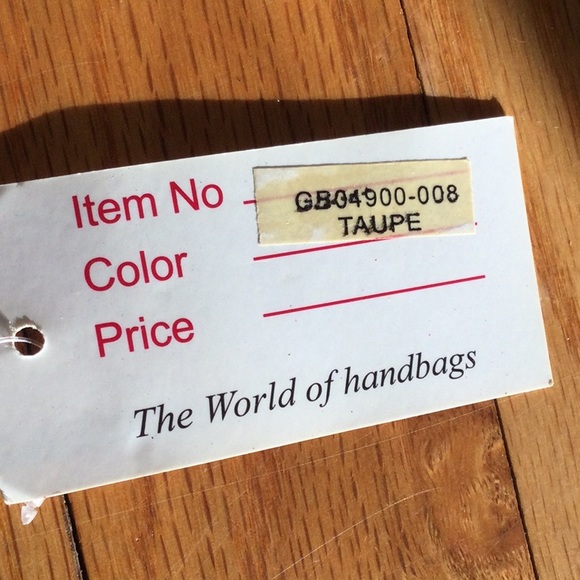 Item No GB04900-008
TAUPE
Color
Price
The World of handbags